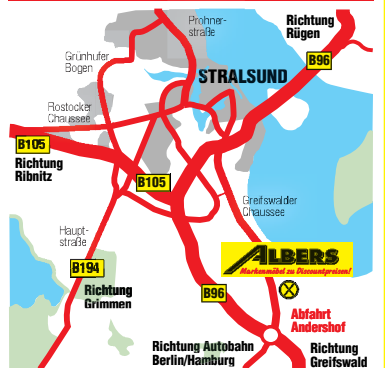 Prohner-
straße
Richtung
Rügen
B96
Grünhufer
Bogen
STRALSUND
Rostocker
Chaussee
B105
Richtung
Ribnitz
B105
Greifswalder
Chaussee
Haupt-
straße
ALBERS
Markenmöbel zu Discountpreisen!
B194
Richtung
Grimmen
B96
Abfahrt
Andershof
Richtung Autobahn
Berlin/Hamburg
Richtung
Greifswald